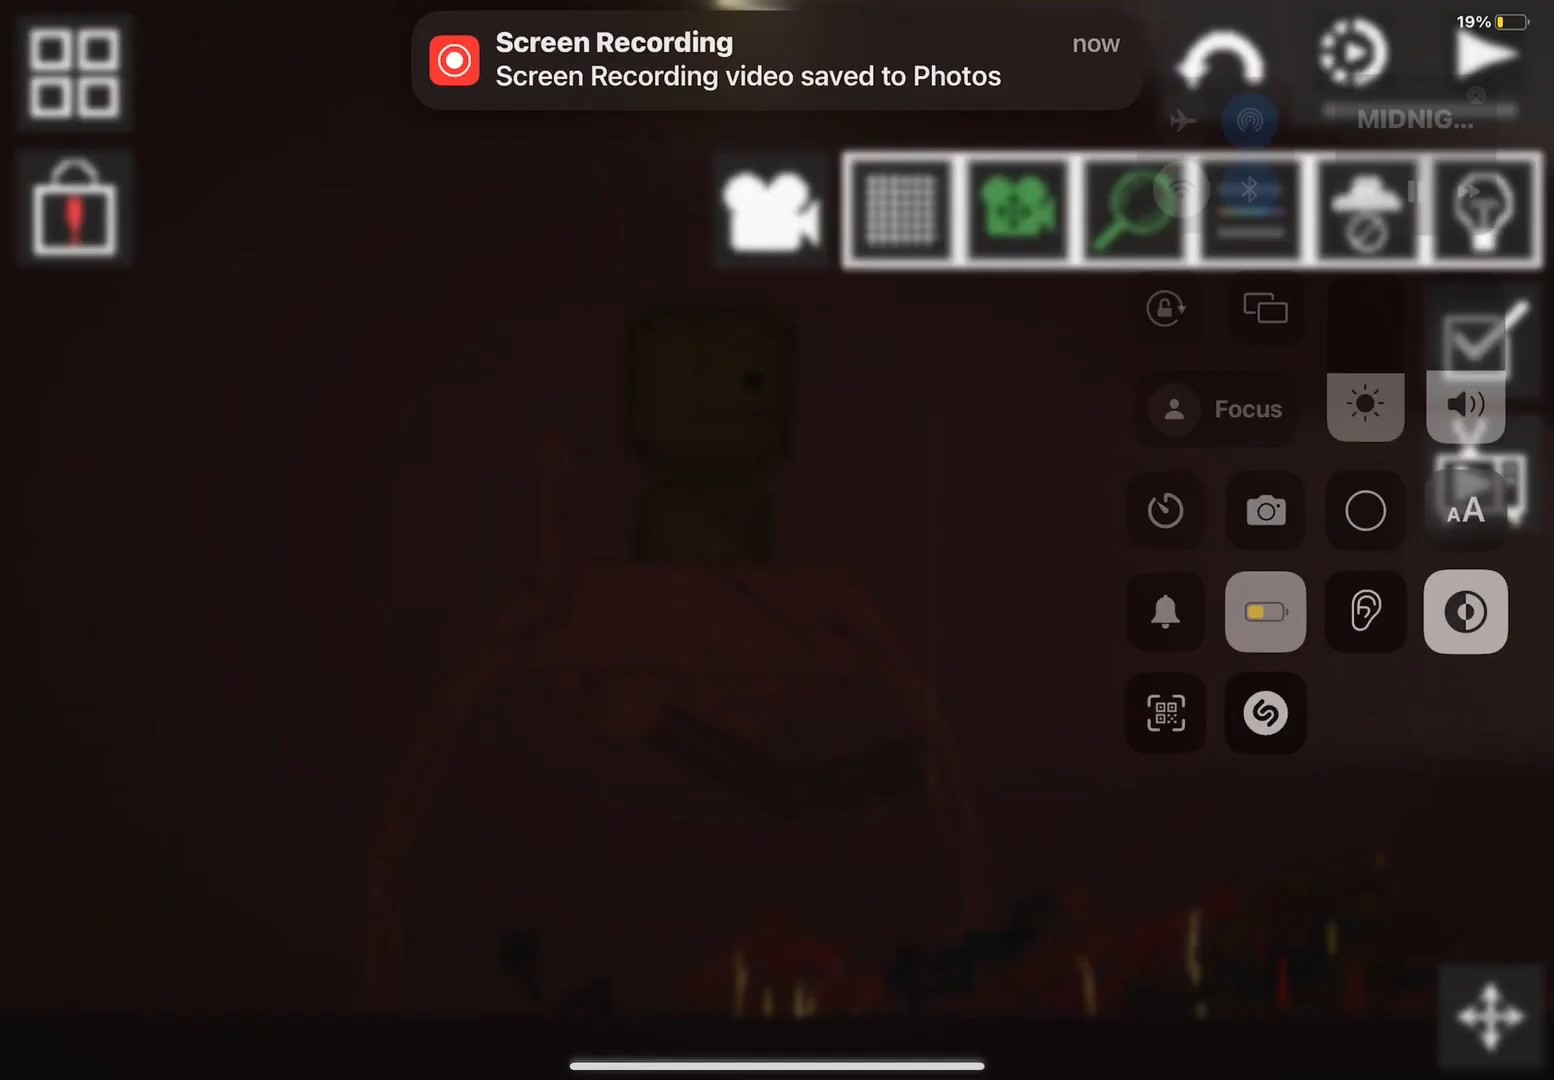 19%
Screen Recording
now
Screen Recording video saved to Photos
MIDNIG...
Focus
AA